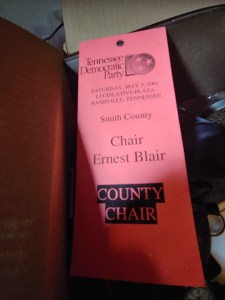 Tennessee
Democratic
Party
SATURDAY, MAY 5, 2001
LEGISLATIVE PLAZA
NASHVILLE, TENNESSEE
Smith County
Chair
Ernest Blair
COUNTY
CHAIR